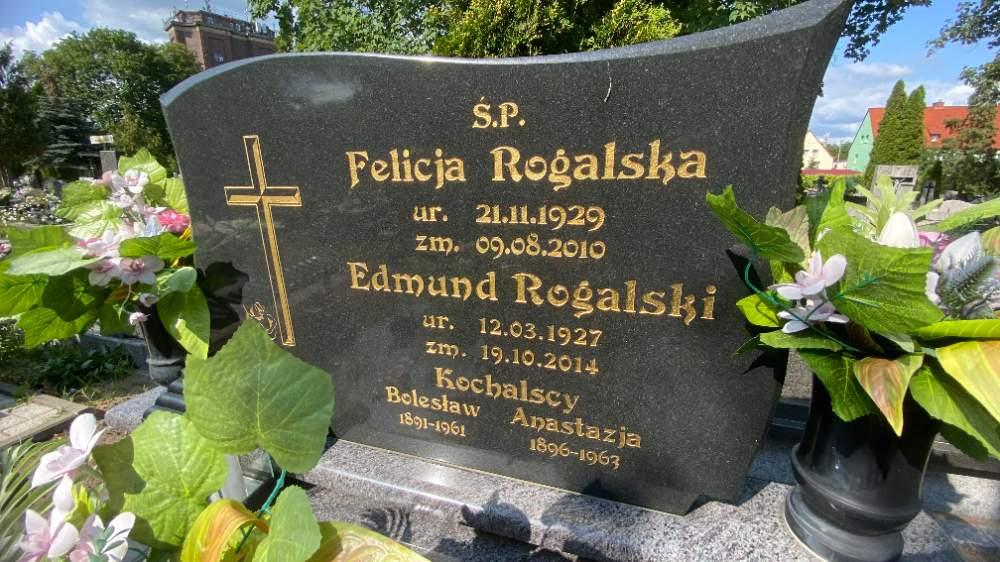 Ś.P.
Felicja Rogalska
ur. 21.11.1929
zm. 09.08.2010
Edmund Rogalski
ur. 12.03.1927
zm. 19.10.2014
Kochalscy
Bolesław Anastazja
1891-1961 1896-1963